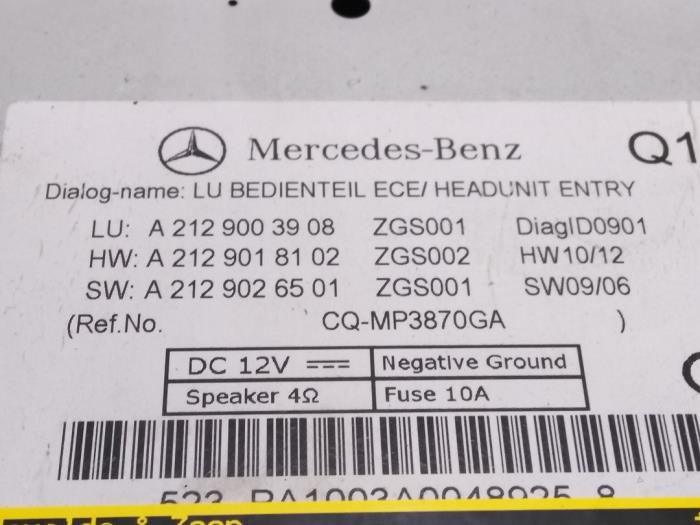 Mercedes-Benz Q1
Dialog-name: LU BEDIENTEIL ECE/ HEADUNIT ENTRY
LU: A 212 900 39 08 ZGS001 DiagID0901
HW: A 212 901 81 02 ZGS002 HW10/12
SW: A 212 902 65 01 ZGS001 SW09/06
(Ref.No. CQ-MP3870GA )
DC 12V Negative Ground
Speaker 4Ω Fuse 10A